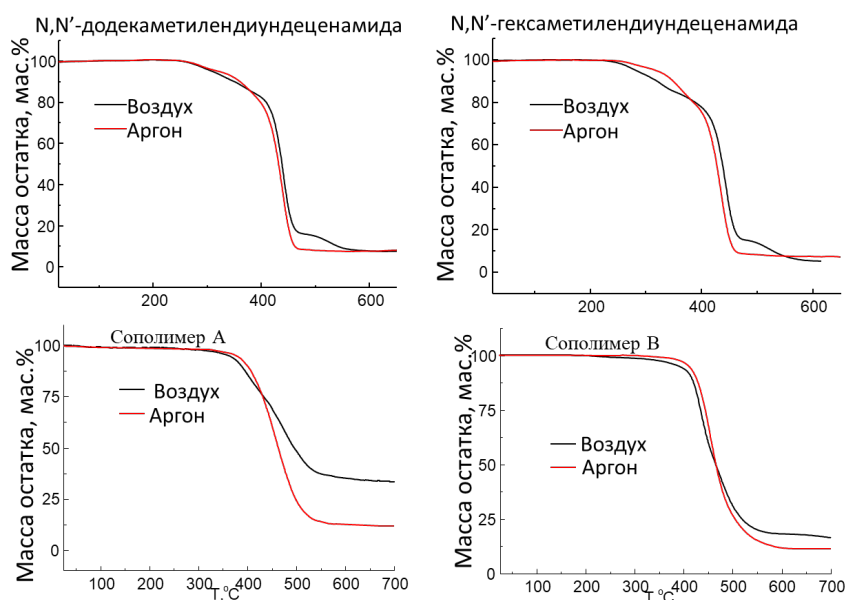 N,N’-додекаметилендиундеценамида
Масса остатка, мас.%
100
80
60
40
20
0
Воздух
Аргон
200
400
600
N,N’-гексаметилендиундеценамида
Масса остатка, мас.%
100
80
60
40
20
0
Воздух
Аргон
200
400
600
Сополимер А
Масса остатка, мас.%
100
75
50
25
0
Воздух
Аргон
100
200
300
400
500
600
700
T,°C
Сополимер В
Масса остатка, мас.%
100
75
50
25
0
Воздух
Аргон
100
200
300
400
500
600
700
T,°C